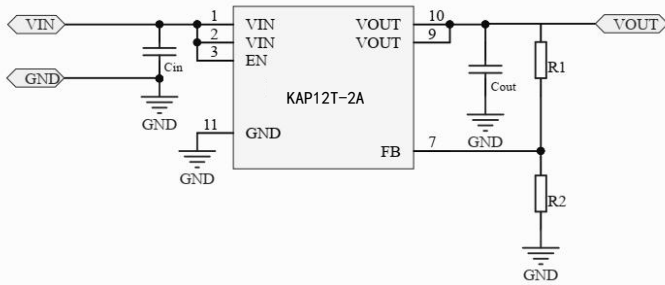 VIN
GND
Cin
GND
1
2
3
11
GND
VIN
VIN
EN
GND
KAP12T-2A
VOUT
VOUT
FB
10
9
7
Cout
GND
VOUT
R1
R2
GND